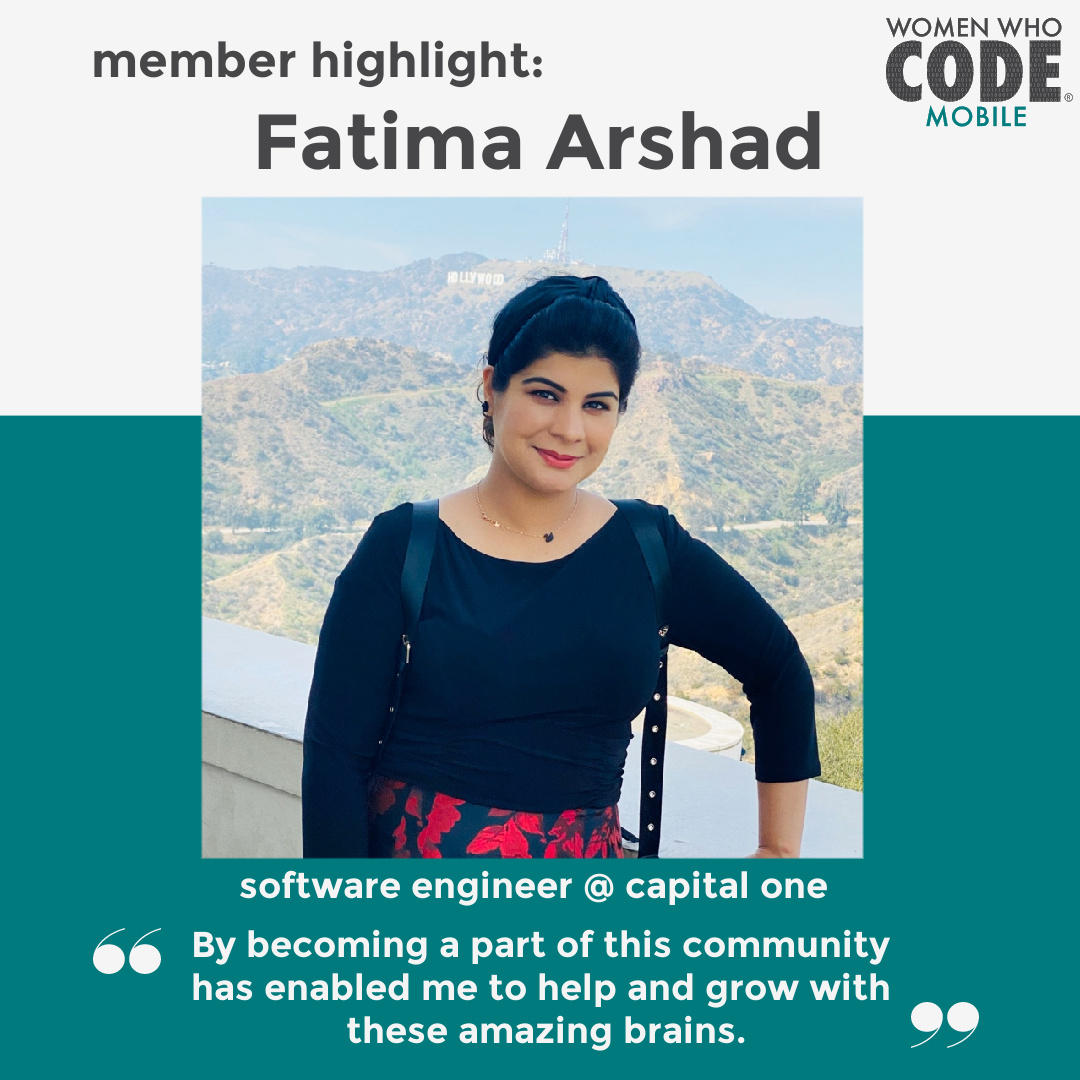 member highlight:
WOMEN WHO
CODE®
MOBILE
Fatima Arshad
HOLLYWOOD
software engineer @ capital one
“ By becoming a part of this community
has enabled me to help and grow with
these amazing brains. ”